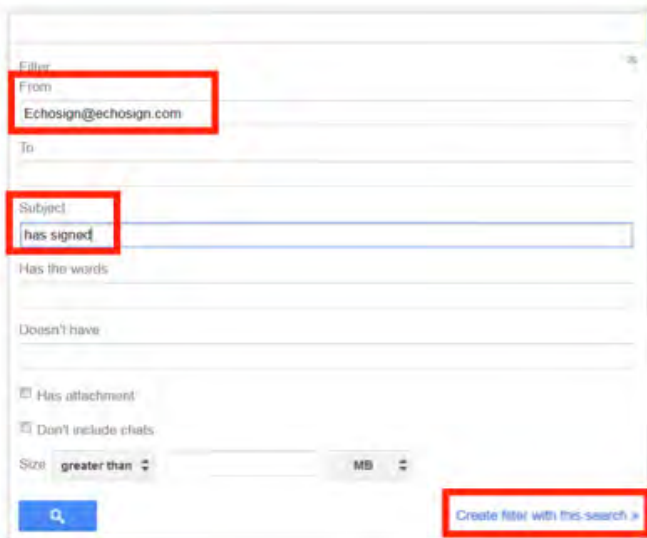 Filter
From
Echosign@echosign.com
To
Subject
has signed
Has the words
Doesn't have
Has attachment
Don't include chats
Size greater than MB
Create filter with this search »